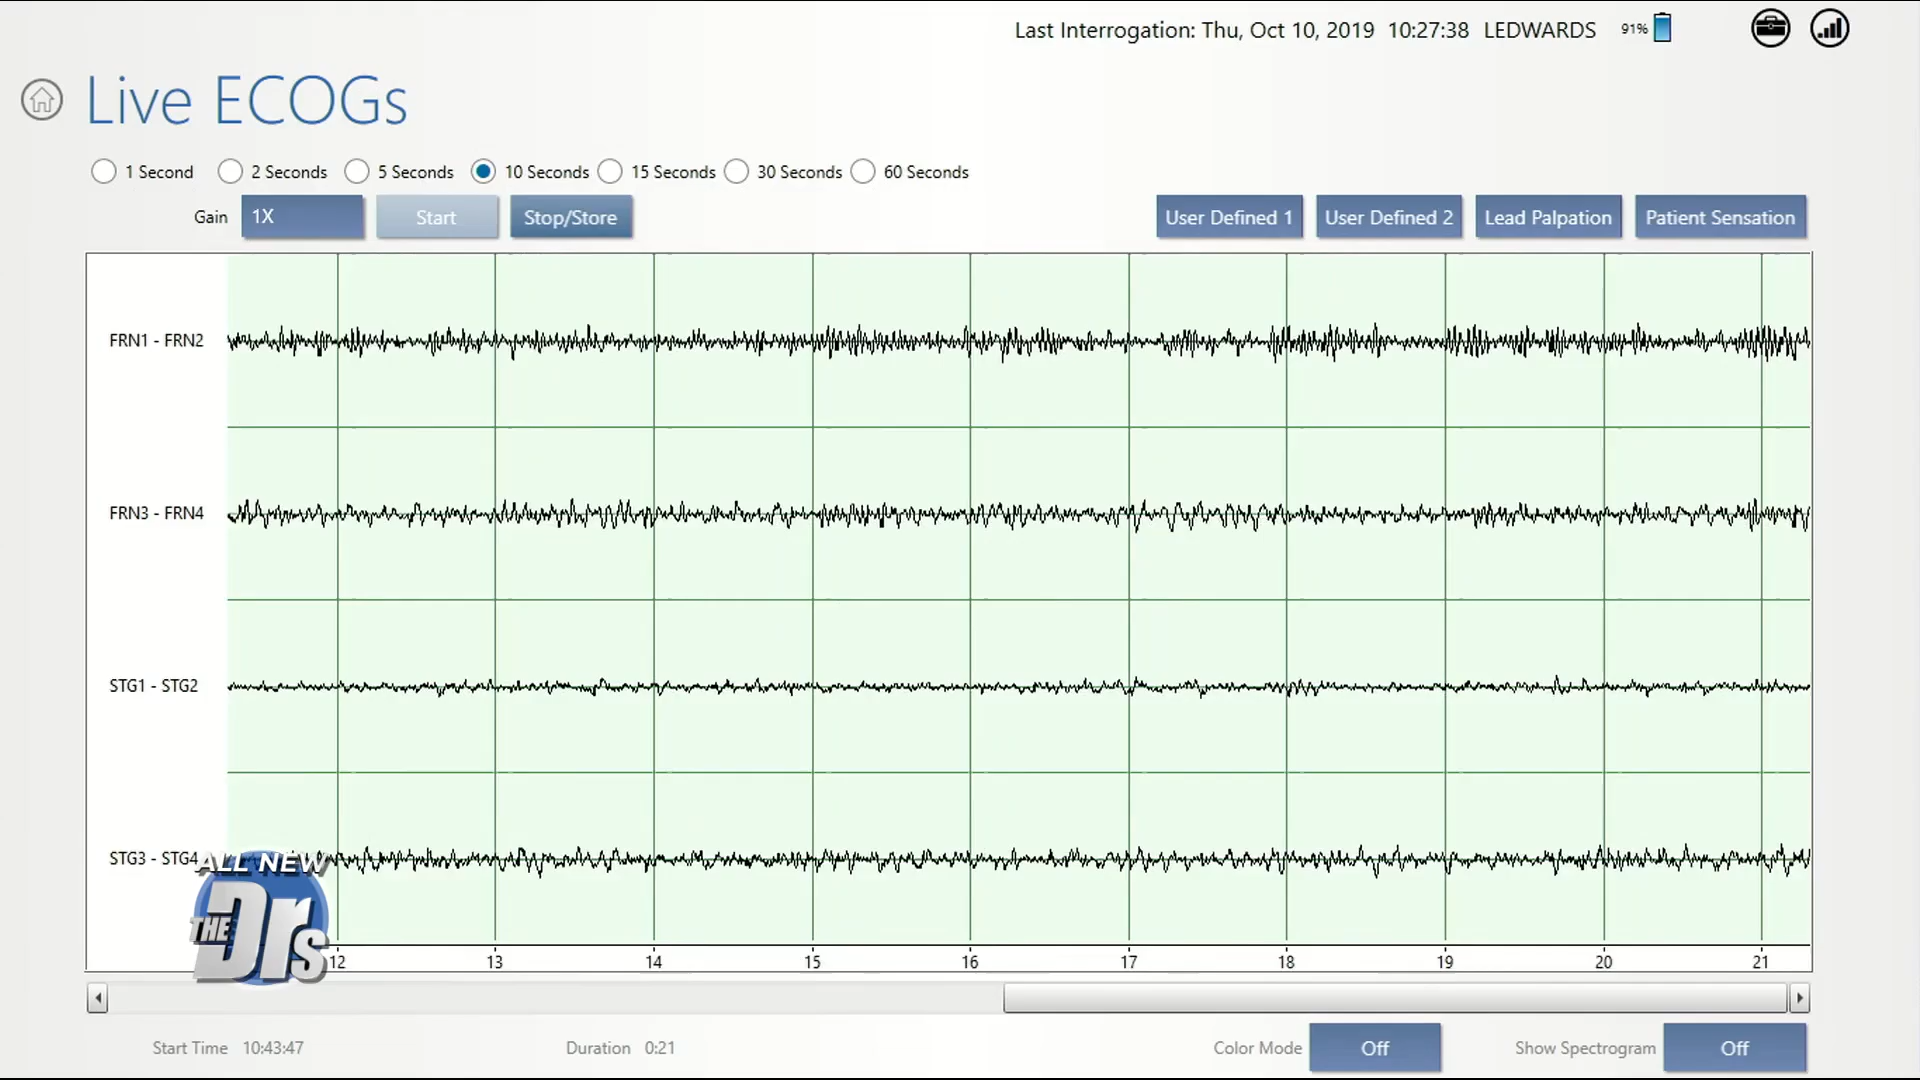 Last Interrogation: Thu, Oct 10, 2019 10:27:38 LEDWARDS 91%
Live ECOGs
1 Second 2 Seconds 5 Seconds 10 Seconds 15 Seconds 30 Seconds 60 Seconds
Gain 1X Start Stop/Store User Defined 1 User Defined 2 Lead Palpation Patient Sensation
FRN1 - FRN2
FRN3 - FRN4
STG1 - STG2
STG3 - STG4
ALL NEW
THE Drs
12 13 14 15 16 17 18 19 20 21
Start Time 10:43:47 Duration 0:21 Color Mode Off Show Spectrogram Off